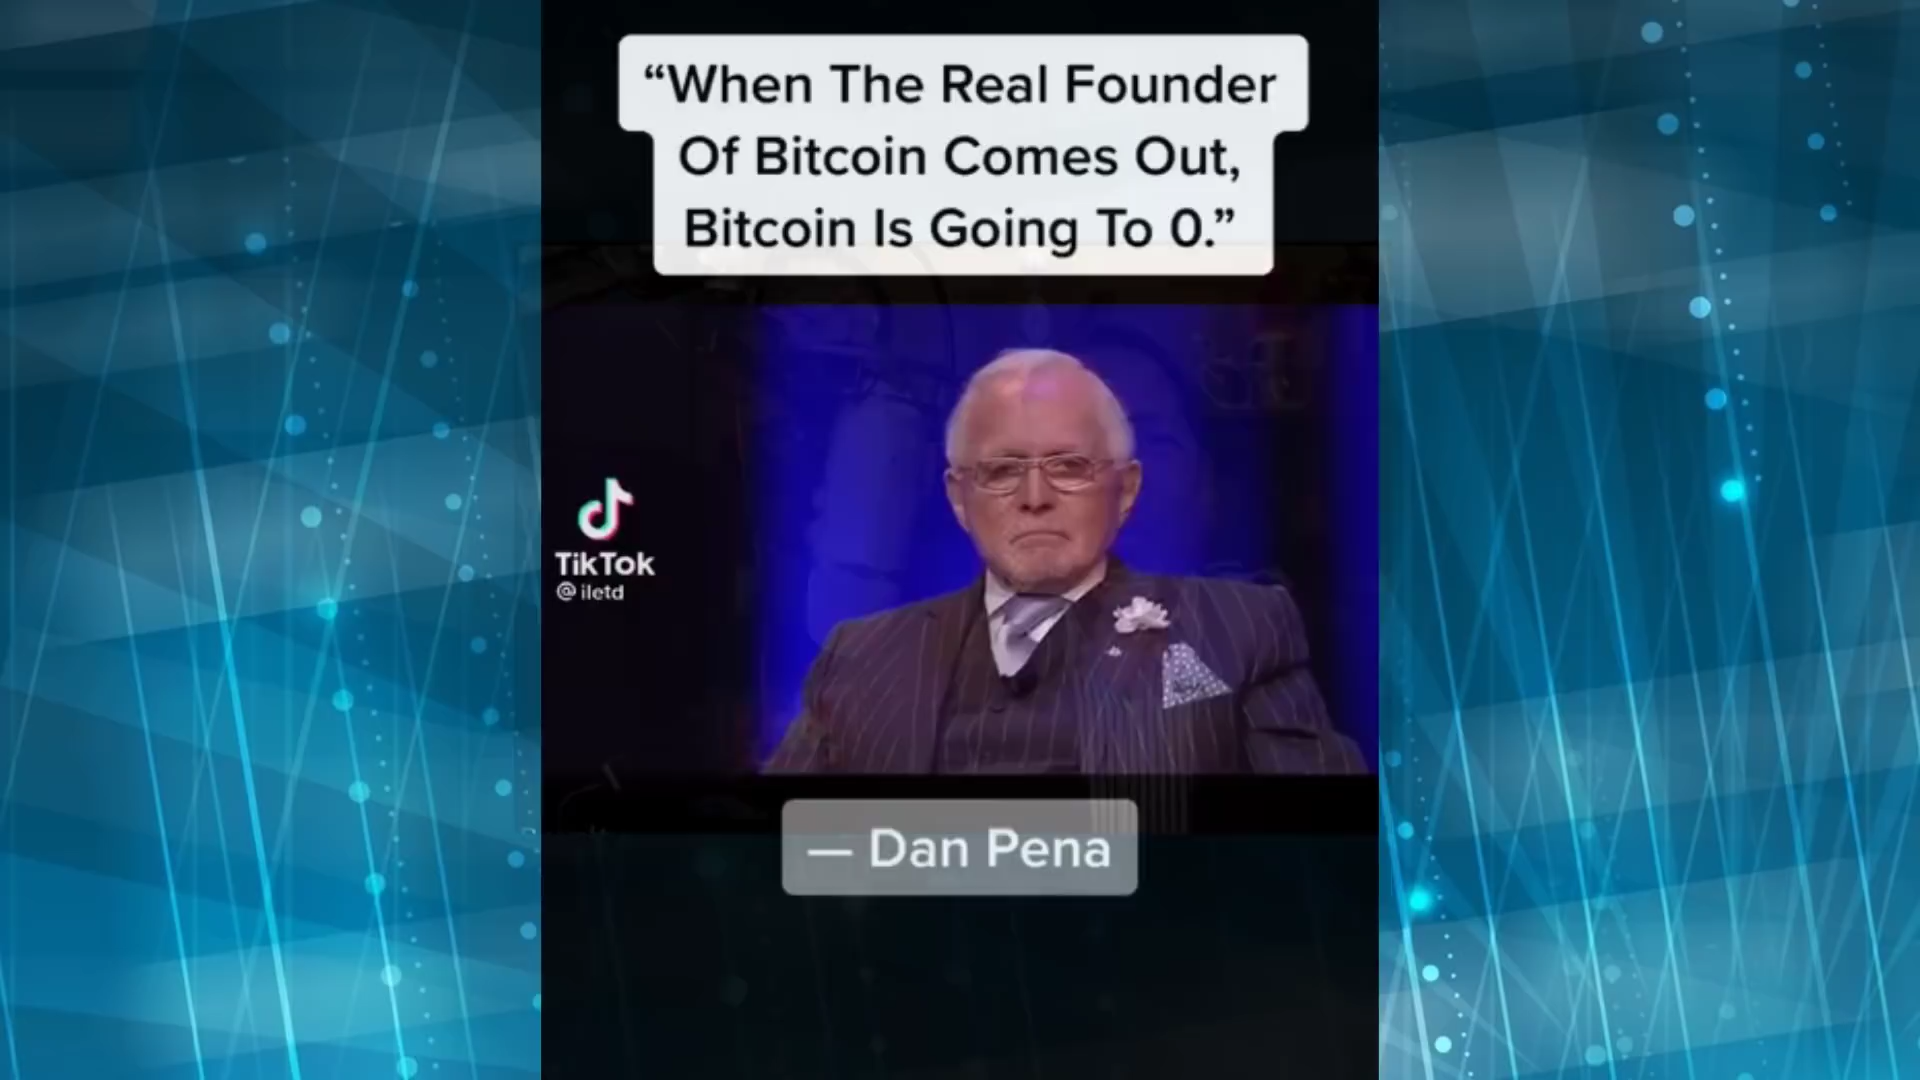 “When The Real Founder
Of Bitcoin Comes Out,
Bitcoin Is Going To 0.”
TikTok
@iletd
— Dan Pena